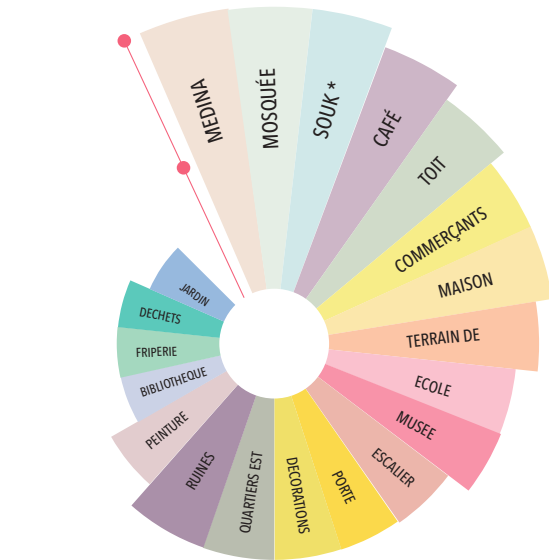 MEDINA
MOSQUÉE
SOUK *
CAFÉ
TOIT
COMMERÇANTS
MAISON
TERRAIN DE
ECOLE
MUSEE
ESCALIER
PORTE
DECORATIONS
QUARTIERS EST
RUINES
PEINTURE
BIBLIOTHEQUE
FRIPERIE
DECHETS
JARDIN